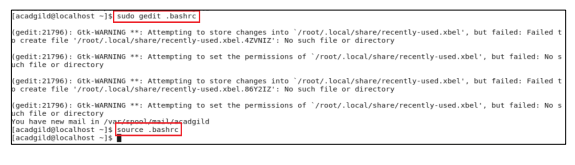 [acadgild@localhost ~]$ sudo gedit .bashrc
(gedit:21796): Gtk-WARNING **: Attempting to store changes into `/root/.local/share/recently-used.xbel', but failed: Failed t
o create file '/root/.local/share/recently-used.xbel.4ZVNIZ': No such file or directory
(gedit:21796): Gtk-WARNING **: Attempting to set the permissions of `/root/.local/share/recently-used.xbel', but failed: No s
uch file or directory
(gedit:21796): Gtk-WARNING **: Attempting to store changes into `/root/.local/share/recently-used.xbel', but failed: Failed t
o create file '/root/.local/share/recently-used.xbel.86Y2IZ': No such file or directory
(gedit:21796): Gtk-WARNING **: Attempting to set the permissions of `/root/.local/share/recently-used.xbel', but failed: No s
uch file or directory
You have new mail in /var/spool/mail/acadgild
[acadgild@localhost ~]$ source .bashrc
[acadgild@localhost ~]$